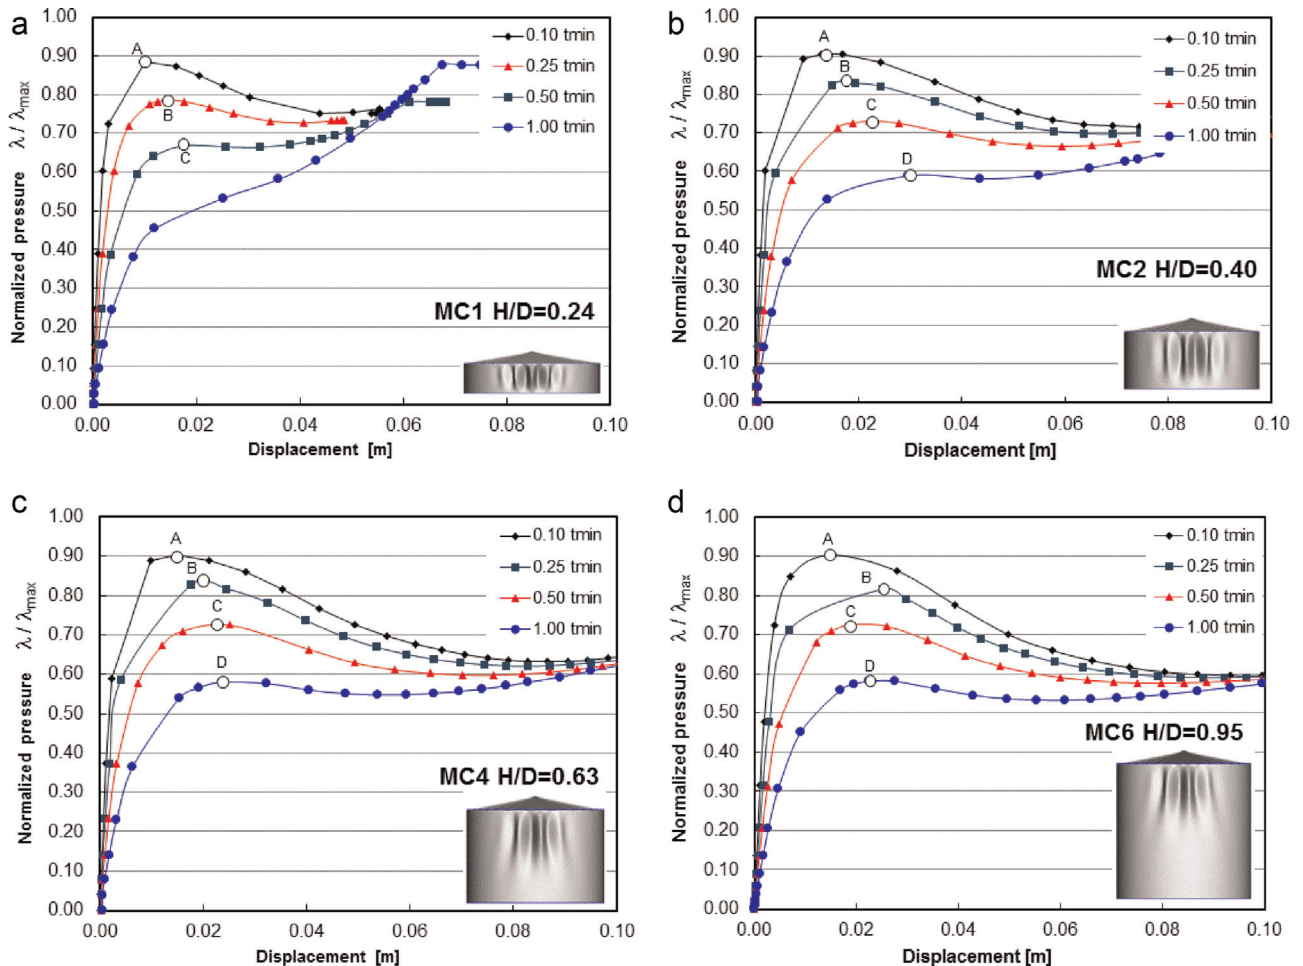 a
1.00
0.90
0.80
0.70
0.60
0.50
0.40
0.30
0.20
0.10
0.00
Normalized pressure λ / λmax
0.00 0.02 0.04 0.06 0.08 0.10
Displacement [m]
A
B
C
0.10 tmin
0.25 tmin
0.50 tmin
1.00 tmin
MC1 H/D=0.24
b
1.00
0.90
0.80
0.70
0.60
0.50
0.40
0.30
0.20
0.10
0.00
Normalized pressure λ / λmax
0.00 0.02 0.04 0.06 0.08 0.10
Displacement [m]
A
B
C
D
0.10 tmin
0.25 tmin
0.50 tmin
1.00 tmin
MC2 H/D=0.40
c
1.00
0.90
0.80
0.70
0.60
0.50
0.40
0.30
0.20
0.10
0.00
Normalized pressure λ / λmax
0.00 0.02 0.04 0.06 0.08 0.10
Displacement [m]
A
B
C
D
0.10 tmin
0.25 tmin
0.50 tmin
1.00 tmin
MC4 H/D=0.63
d
1.00
0.90
0.80
0.70
0.60
0.50
0.40
0.30
0.20
0.10
0.00
Normalized pressure λ / λmax
0.00 0.02 0.04 0.06 0.08 0.10
Displacement [m]
A
B
C
D
0.10 tmin
0.25 tmin
0.50 tmin
1.00 tmin
MC6 H/D=0.95